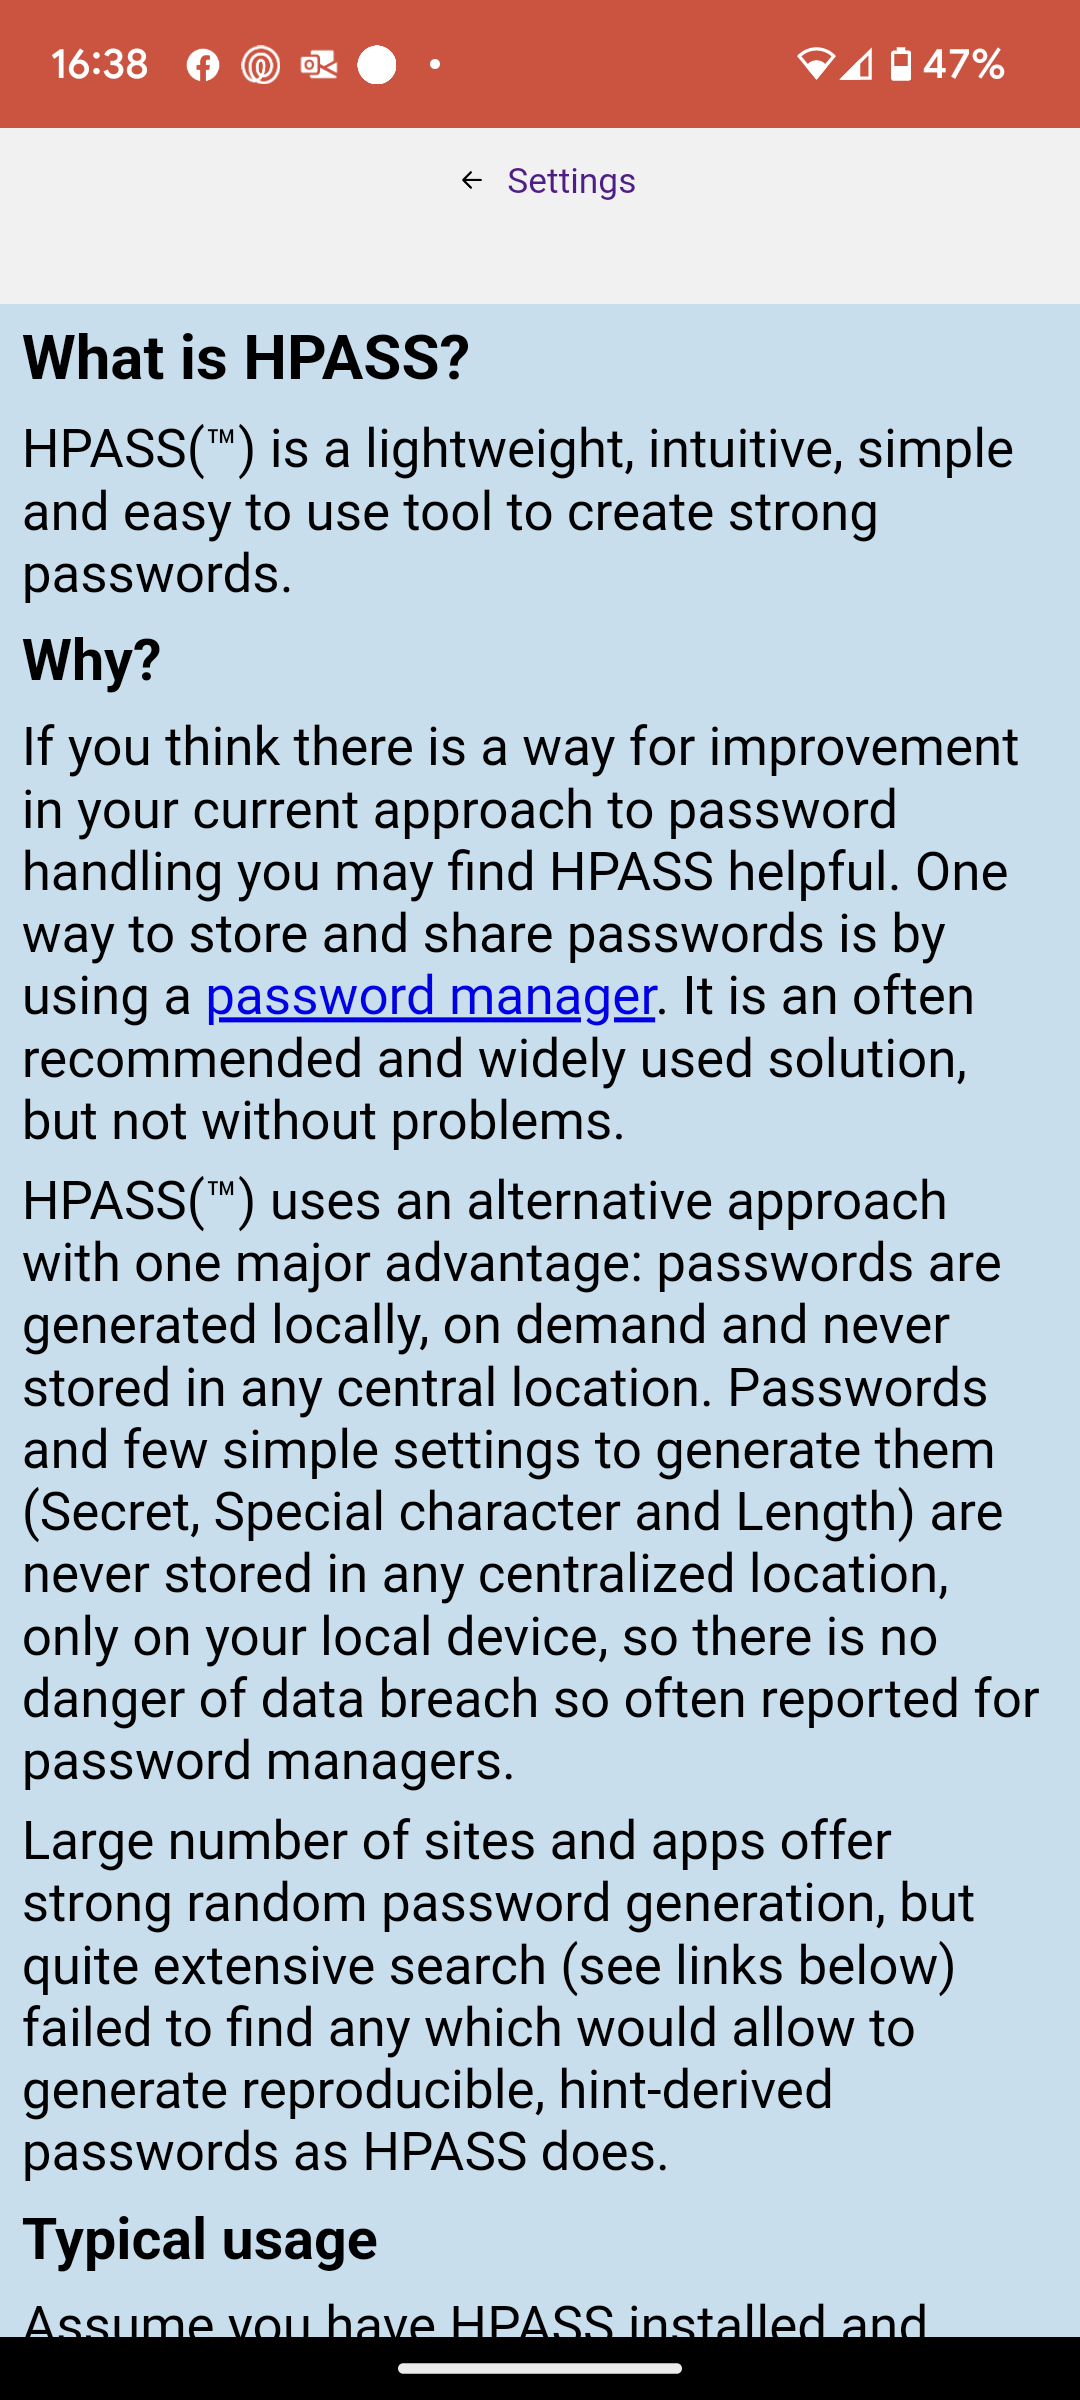 16:38
47%
Settings
What is HPASS?
HPASS(™) is a lightweight, intuitive, simple
and easy to use tool to create strong
passwords.
Why?
If you think there is a way for improvement
in your current approach to password
handling you may find HPASS helpful. One
way to store and share passwords is by
using a password manager. It is an often
recommended and widely used solution,
but not without problems.
HPASS(™) uses an alternative approach
with one major advantage: passwords are
generated locally, on demand and never
stored in any central location. Passwords
and few simple settings to generate them
(Secret, Special character and Length) are
never stored in any centralized location,
only on your local device, so there is no
danger of data breach so often reported for
password managers.
Large number of sites and apps offer
strong random password generation, but
quite extensive search (see links below)
failed to find any which would allow to
generate reproducible, hint-derived
passwords as HPASS does.
Typical usage
Assume you have HPASS installed and